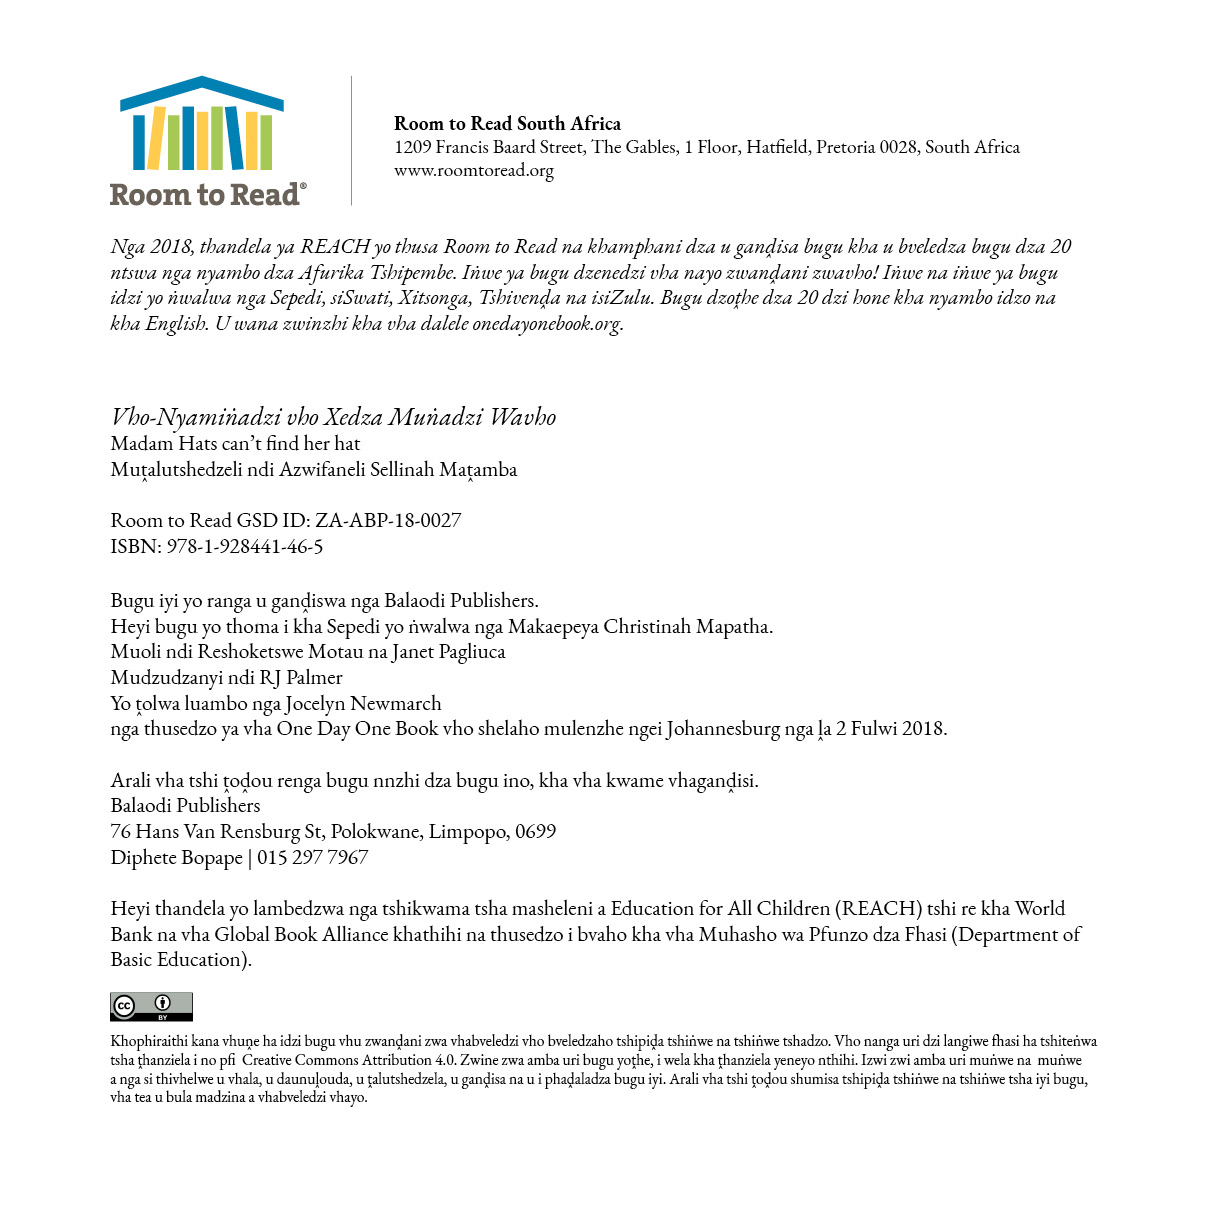 Room to Read®
Room to Read South Africa
1209 Francis Baard Street, The Gables, 1 Floor, Hatfield, Pretoria 0028, South Africa
www.roomtoread.org
Nga 2018, thandela ya REACH yo thusa Room to Read na khamphani dza u ganḓisa bugu kha u bveledza bugu dza 20
ntswa nga nyambo dza Afurika Tshipembe. Iṅwe ya bugu dzenedzi vha nayo zwanḓani zwavho! Iṅwe na iṅwe ya bugu
idzi yo ṅwalwa nga Sepedi, siSwati, Xitsonga, Tshivenḓa na isiZulu. Bugu dzoṱhe dza 20 dzi hone kha nyambo idzo na
kha English. U wana zwinzhi kha vha dalele onedayonebook.org.
Vho-Nyamiṅadzi vho Xedza Muṅadzi Wavho
Madam Hats can’t find her hat
Muṱalutshedzeli ndi Azwifaneli Sellinah Maṱamba
Room to Read GSD ID: ZA-ABP-18-0027
ISBN: 978-1-928441-46-5
Bugu iyi yo ranga u ganḓiswa nga Balaodi Publishers.
Heyi bugu yo thoma i kha Sepedi yo ṅwalwa nga Makaepeya Christinah Mapatha.
Muoli ndi Reshoketswe Motau na Janet Pagliuca
Mudzudzanyi ndi RJ Palmer
Yo ṱolwa luambo nga Jocelyn Newmarch
nga thusedzo ya vha One Day One Book vho shelaho mulenzhe ngei Johannesburg nga ḽa 2 Fulwi 2018.
Arali vha tshi ṱoḓou renga bugu nnzhi dza bugu ino, kha vha kwame vhaganḓisi.
Balaodi Publishers
76 Hans Van Rensburg St, Polokwane, Limpopo, 0699
Diphete Bopape | 015 297 7967
Heyi thandela yo lambedzwa nga tshikwama tsha masheleni a Education for All Children (REACH) tshi re kha World
Bank na vha Global Book Alliance khathihi na thusedzo i bvaho kha vha Muhasho wa Pfunzo dza Fhasi (Department of
Basic Education).
cc BY
Khophiraithi kana vhuṋe ha idzi bugu vhu zwanḓani zwa vhabveledzi vho bveledzaho tshipiḓa tshiṅwe na tshiṅwe tshadzo. Vho nanga uri dzi langiwe fhasi ha tshiteṅwa
tsha ṱhanziela i no pfi Creative Commons Attribution 4.0. Zwine zwa amba uri bugu yoṱhe, i wela kha ṱhanziela yeneyo nthihi. Izwi zwi amba uri muṅwe na muṅwe
a nga si thivhelwe u vhala, u daunuḽouda, u ṱalutshedzela, u ganḓisa na u i phaḓaladza bugu iyi. Arali vha tshi ṱoḓou shumisa tshipiḓa tshiṅwe na tshiṅwe tsha iyi bugu,
vha tea u bula madzina a vhabveledzi vhayo.